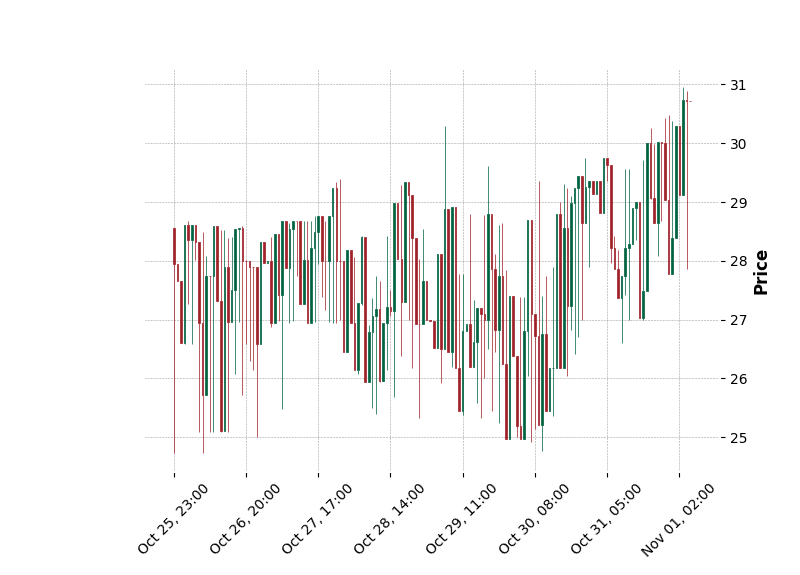 31
30
29
28
27
26
25
Price
Oct 25, 23:00
Oct 26, 20:00
Oct 27, 17:00
Oct 28, 14:00
Oct 29, 11:00
Oct 30, 08:00
Oct 31, 05:00
Nov 01, 02:00